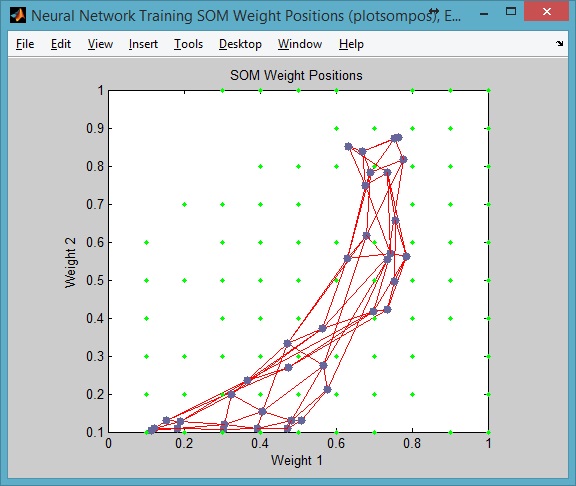 Neural Network Training SOM Weight Positions (plotsompos), E...
File Edit View Insert Tools Desktop Window Help
SOM Weight Positions
1
0.9
0.8
0.7
0.6
0.5
0.4
0.3
0.2
0.1
Weight 2
0 0.2 0.4 0.6 0.8 1
Weight 1